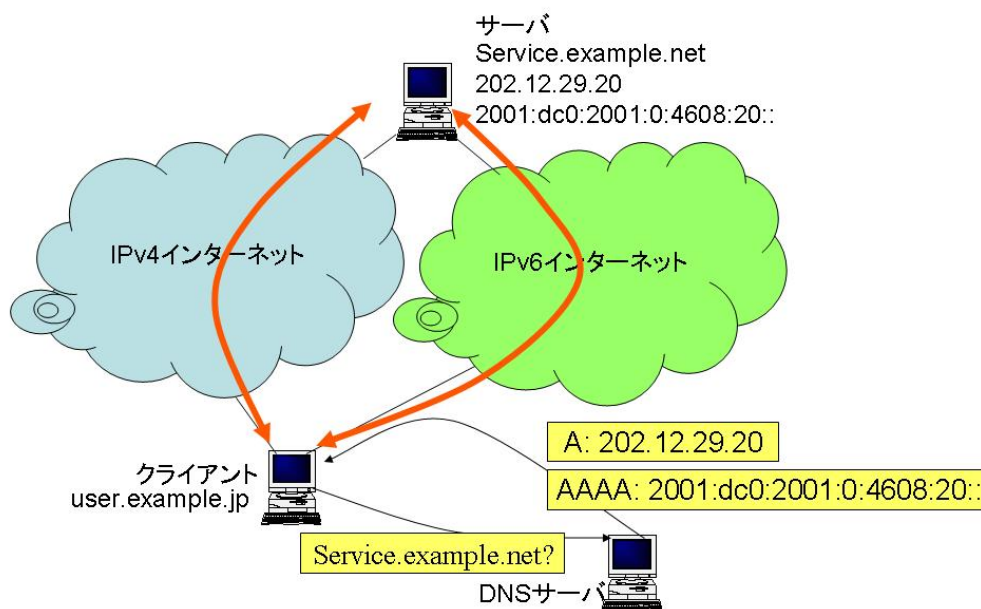 サーバ
Service.example.net
202.12.29.20
2001:dc0:2001:0:4608:20::
IPv4インターネット
IPv6インターネット
A: 202.12.29.20
クライアント
user.example.jp
AAAA: 2001:dc0:2001:0:4608:20::
Service.example.net?
DNSサーバ